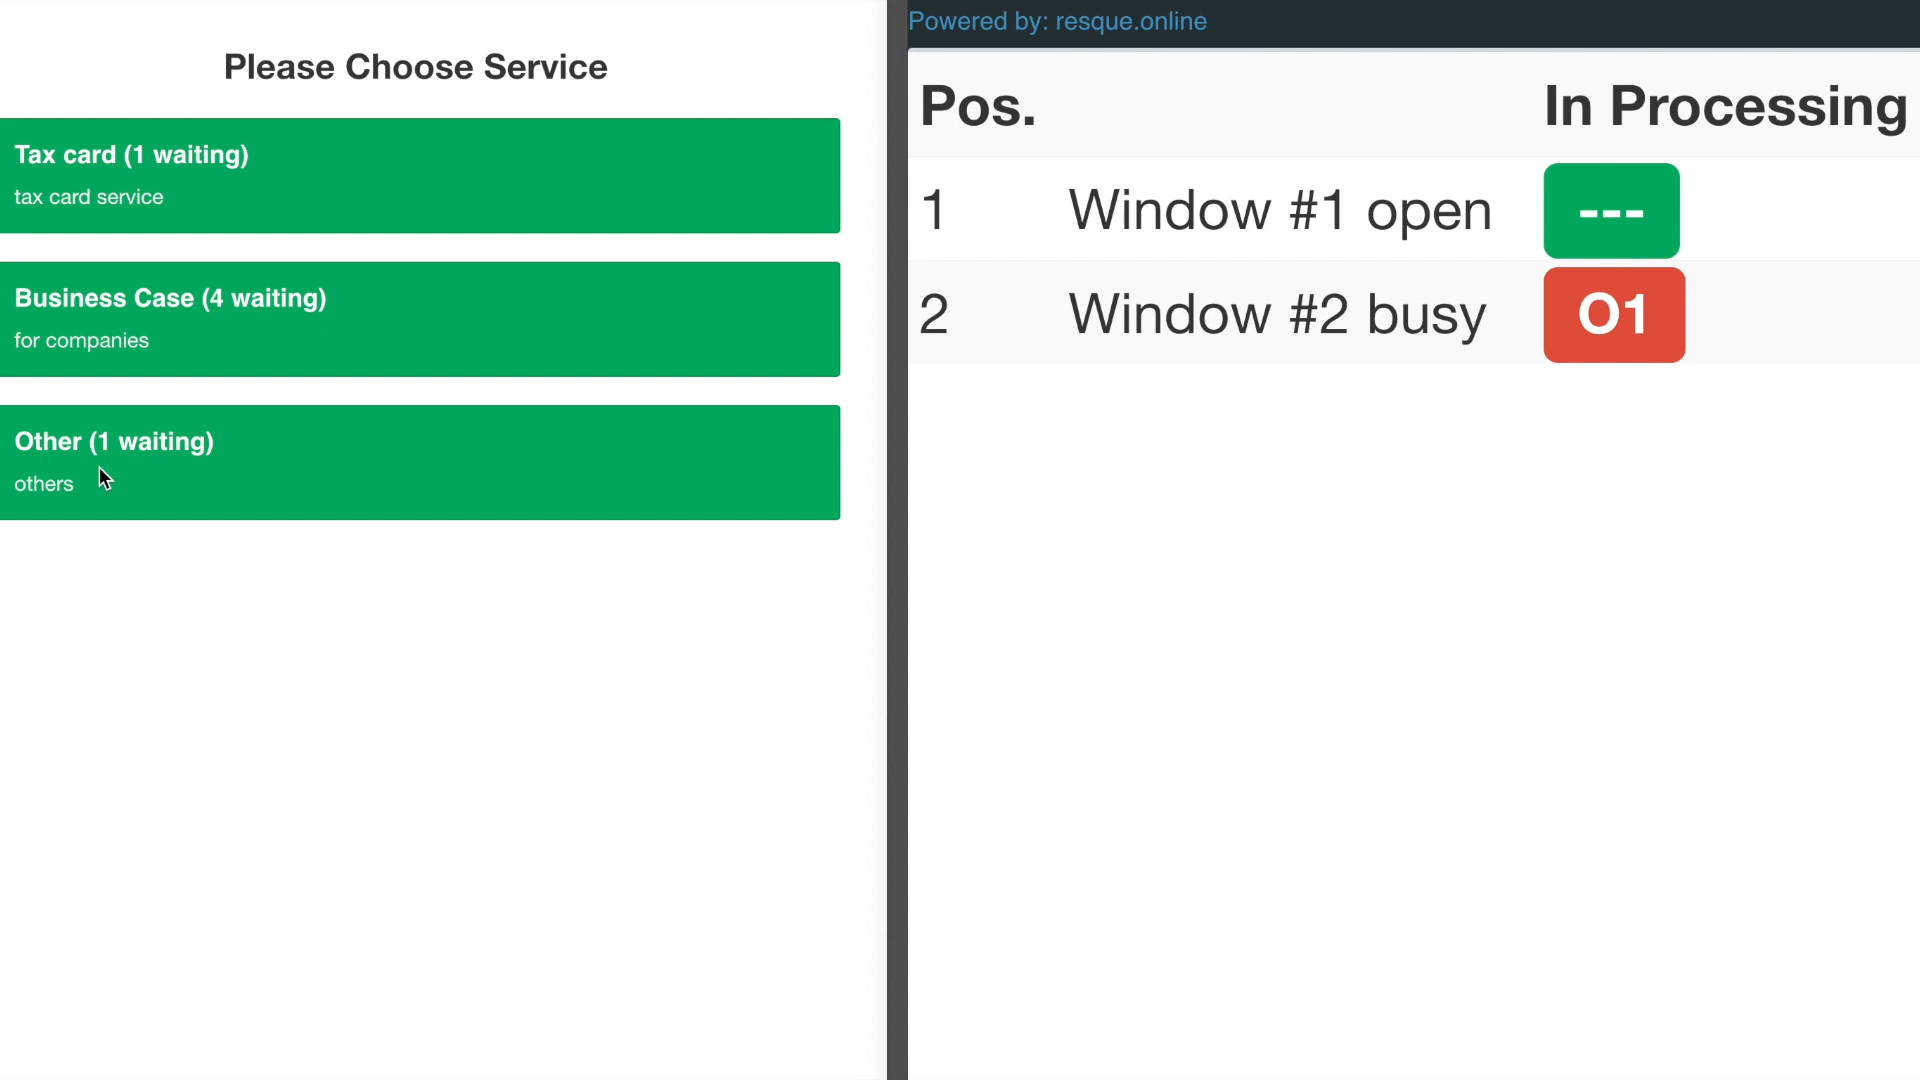 Please Choose Service
Tax card (1 waiting)
tax card service
Business Case (4 waiting)
for companies
Other (1 waiting)
others
Powered by: resque.online
Pos. In Processing
1 Window #1 open ---
2 Window #2 busy O1